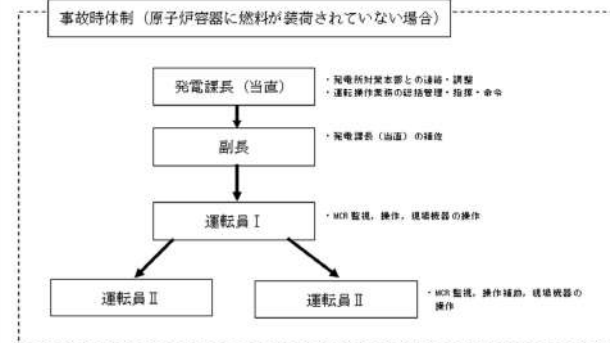 事故時体制（原子炉容器に燃料が装荷されていない場合）
発電課長（当直）
・発電所対策本部との連絡・調整
・運転操作業務の総括管理・指揮・命令
副長
・発電課長（当直）の補佐
運転員Ⅰ
・MCR監視，操作，現場機器の操作
運転員Ⅱ
運転員Ⅱ
・MCR監視，操作補助，現場機器の
操作